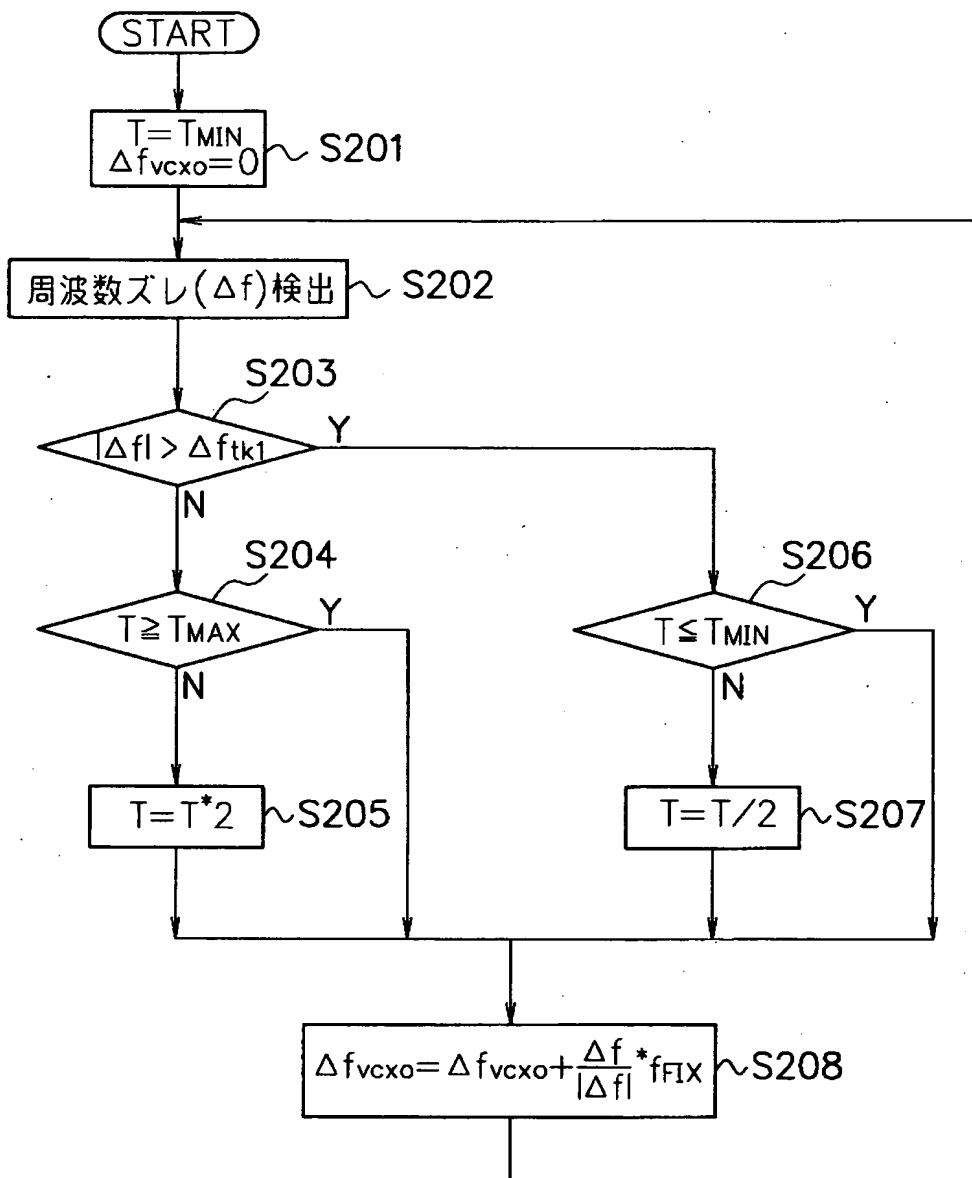 START
T=TMIN
Δfvcxo=0
S201
周波数ズレ(Δf)検出
S202
S203
|Δf|> Δftk1
Y
N
S204
T≧TMAX
Y
N
S206
T≦TMIN
Y
N
T=T*2
S205
T=T/2
S207
Δfvcxo=Δfvcxo+Δf/|Δf|*fFIX
S208